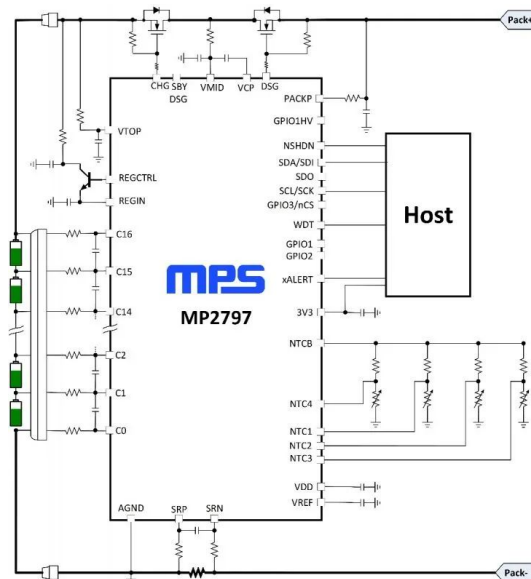 Pack+
CHG
SBY
DSG
VMID
VCP
DSG
PACKP
GPIO1HV
VTOP
NSHDN
SDA/SDI
SDO
REGCTRL
SCL/SCK
GPIO3/nCS
REGIN
Host
WDT
C16
GPIO1
GPIO2
C15
xALERT
mps
C14
3V3
MP2797
NTCB
C2
C1
NTC4
C0
NTC1
NTC2
NTC3
VDD
VREF
AGND
SRP
SRN
Pack-